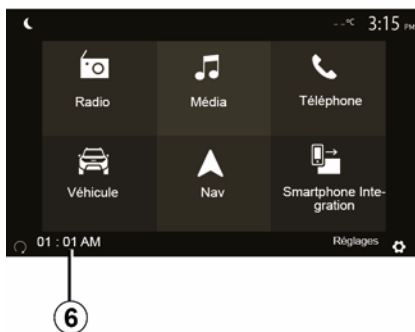 --°C 3:15 PM
Radio
Média
Téléphone
Véhicule
Nav
Smartphone Inte-
gration
01 : 01 AM
Réglages
6